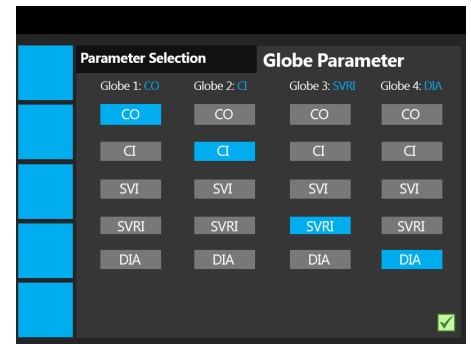 Parameter Selection Globe Parameter
Globe 1: CO Globe 2: CI Globe 3: SVRI Globe 4: DIA
CO CO CO CO
CI CI CI CI
SVI SVI SVI SVI
SVRI SVRI SVRI SVRI
DIA DIA DIA DIA